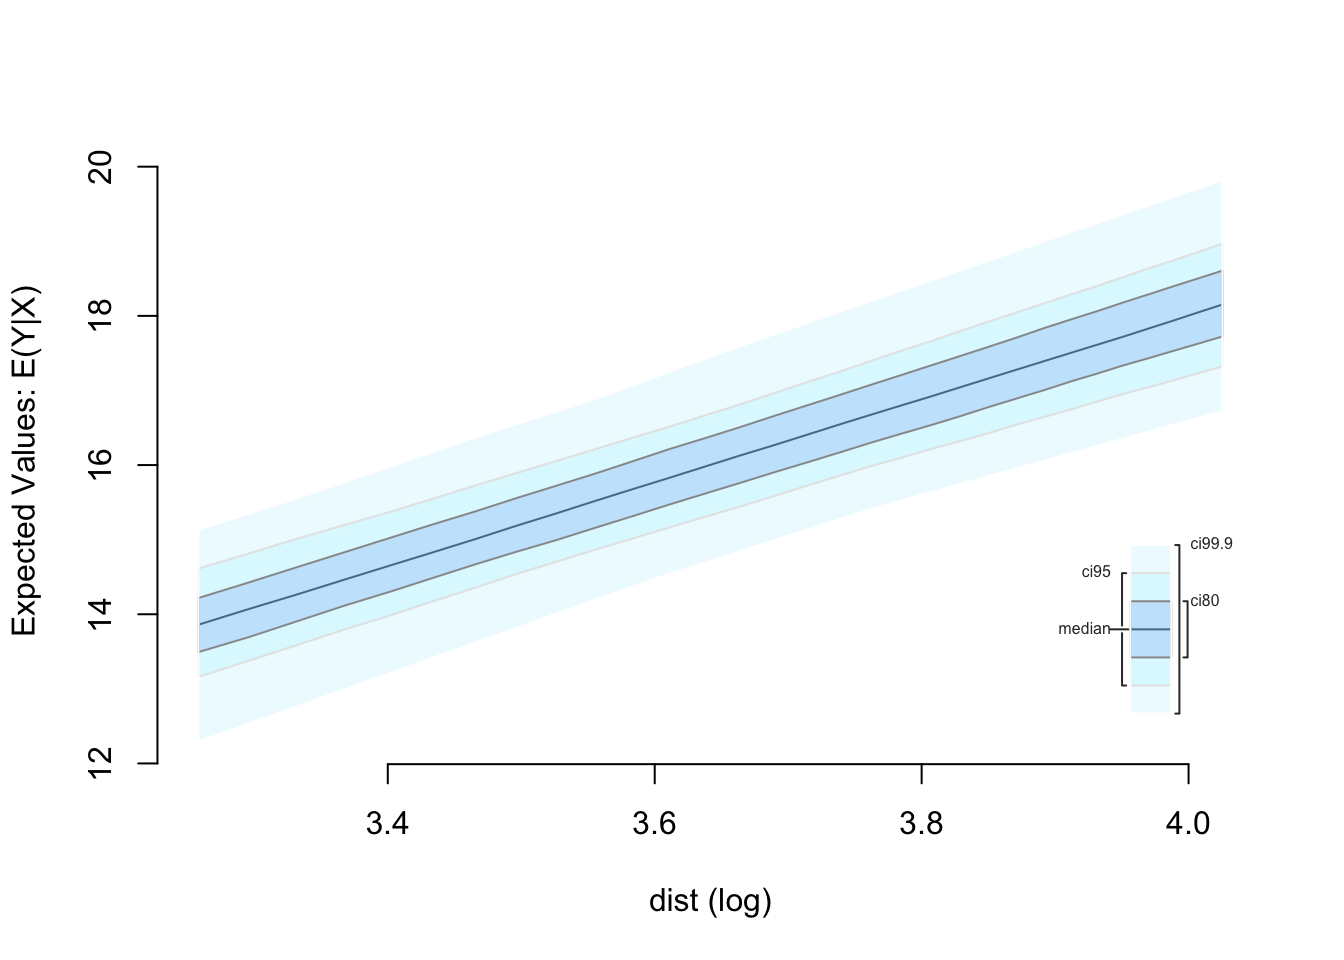 20
18
16
14
12
Expected Values: E(Y|X)
ci99.9
ci95
ci80
median
3.4 3.6 3.8 4.0
dist (log)